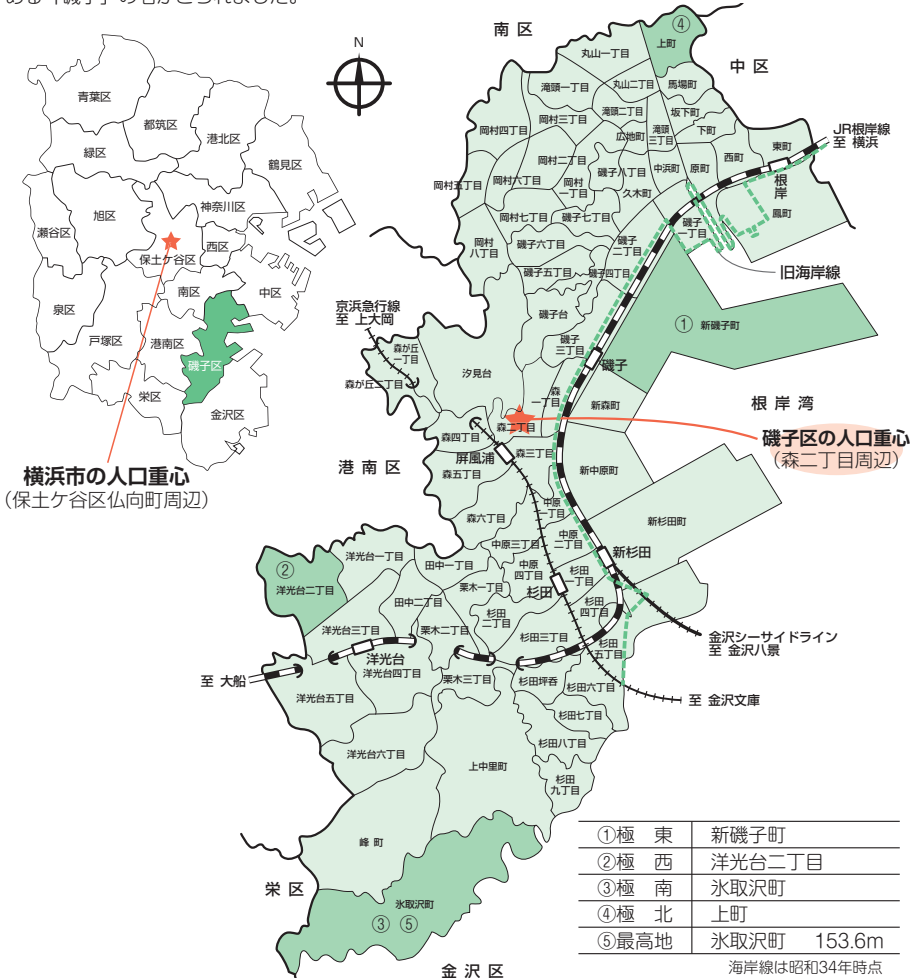 ある「磯子」の名がとられました。
南区
④
上町
中区
N
丸山一丁目
青葉区
都筑区
港北区
緑区
鶴見区
旭区
神奈川区
瀬谷区
西区
保土ケ谷区
南区
中区
泉区
戸塚区
港南区
磯子区
栄区
金沢区
横浜市の人口重心
(保土ケ谷区仏向町周辺)
滝頭一丁目
丸山二丁目
馬場町
岡村四丁目
岡村三丁目
滝頭二丁目
坂下町
広地町
滝頭
三丁目
下町
JR根岸線
至 横浜
岡村五丁目
岡村六丁目
岡村二丁目
岡村
一丁目
磯子八丁目
中浜町
原町
西町
東町
久木町
根岸
鳳町
岡村七丁目
磯子七丁目
岡村
八丁目
磯子六丁目
磯子
二丁目
磯子
一丁目
旧海岸線
磯子五丁目
磯子四丁目
京浜急行線
至 上大岡
磯子台
① 新磯子町
森が丘
一丁目
汐見台
磯子
三丁目
磯子
森が丘二丁目
森
一丁目
新森町
根岸湾
森二丁目
磯子区の人口重心
(森二丁目周辺)
森四丁目
屏風浦
森三丁目
港南区
森五丁目
新中原町
新杉田町
森六丁目
中原
一丁目
中原三丁目
中原
二丁目
新杉田
②
洋光台二丁目
洋光台一丁目
田中一丁目
栗木一丁目
中原
四丁目
杉田
杉田
一丁目
田中二丁目
杉田
二丁目
杉田
四丁目
洋光台三丁目
栗木二丁目
杉田三丁目
杉田
五丁目
金沢シーサイドライン
至 金沢八景
洋光台
至 大船
洋光台四丁目
栗木三丁目
杉田坪呑
杉田六丁目
至 金沢文庫
洋光台五丁目
杉田七丁目
洋光台六丁目
杉田八丁目
上中里町
杉田
九丁目
峰町
栄区
氷取沢町
③ ⑤
金沢区
①極 東 新磯子町
②極 西 洋光台二丁目
③極 南 氷取沢町
④極 北 上町
⑤最高地 氷取沢町 153.6m
海岸線は昭和34年時点